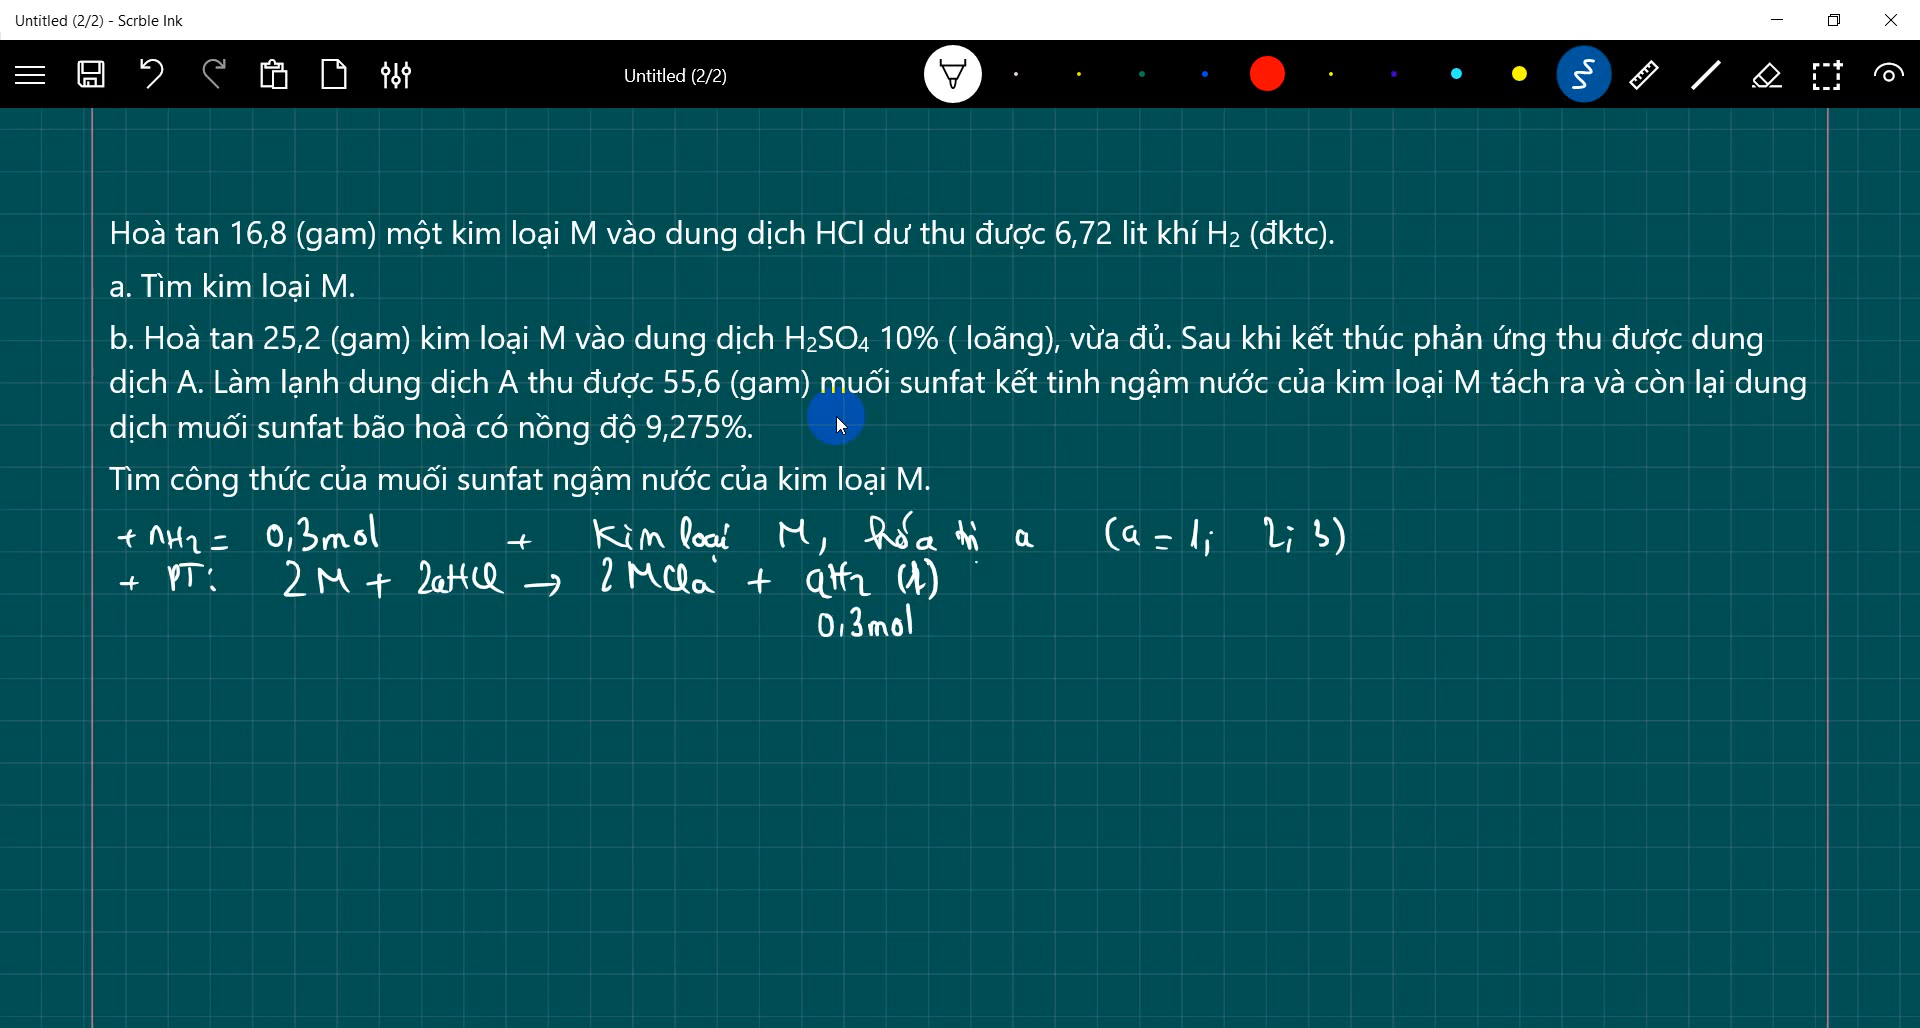 Untitled (2/2) - Scrble Ink
Untitled (2/2)
Hoà tan 16,8 (gam) một kim loại M vào dung dịch HCl dư thu được 6,72 lit khí H₂ (đktc).
a. Tìm kim loại M.
b. Hoà tan 25,2 (gam) kim loại M vào dung dịch H₂SO₄ 10% ( loãng), vừa đủ. Sau khi kết thúc phản ứng thu được dung
dịch A. Làm lạnh dung dịch A thu được 55,6 (gam) muối sunfat kết tinh ngậm nước của kim loại M tách ra và còn lại dung
dịch muối sunfat bão hoà có nồng độ 9,275%.
Tìm công thức của muối sunfat ngậm nước của kim loại M.
+ nH₂ = 0,3mol + Kim loại M, hóa trị a (a = 1; 2; 3)
+ PT: 2M + 2aHCl → 2MCla + aH₂ (1)
0,3mol